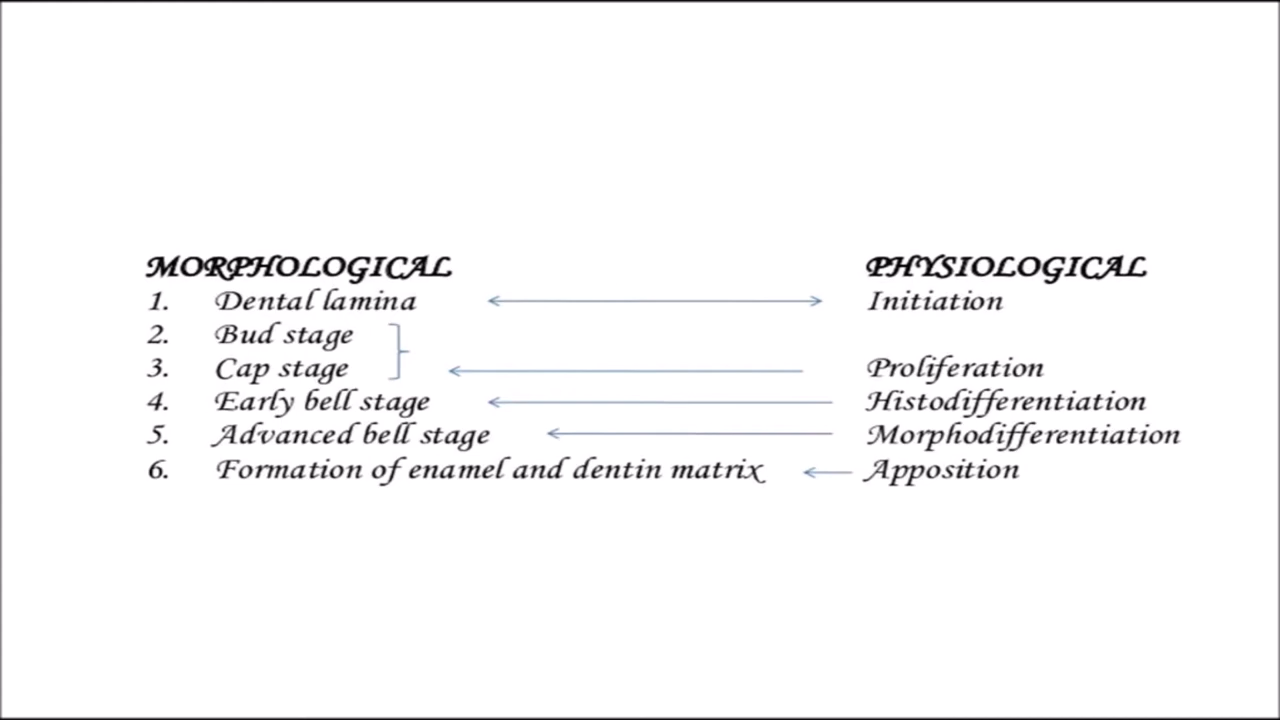 MORPHOLOGICAL PHYSIOLOGICAL
1. Dental lamina Initiation
2. Bud stage
3. Cap stage Proliferation
4. Early bell stage Histodifferentiation
5. Advanced bell stage Morphodifferentiation
6. Formation of enamel and dentin matrix Apposition